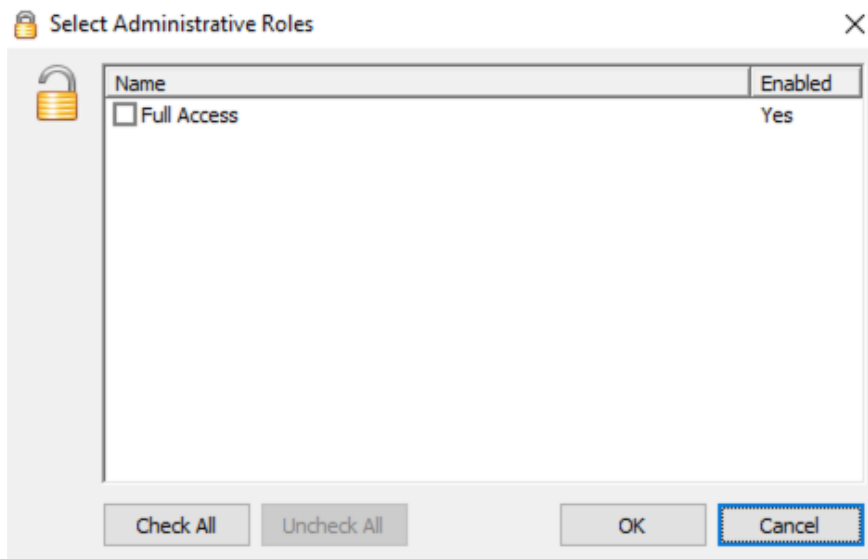 Select Administrative Roles
Name Enabled
Full Access Yes
Check All Uncheck All OK Cancel